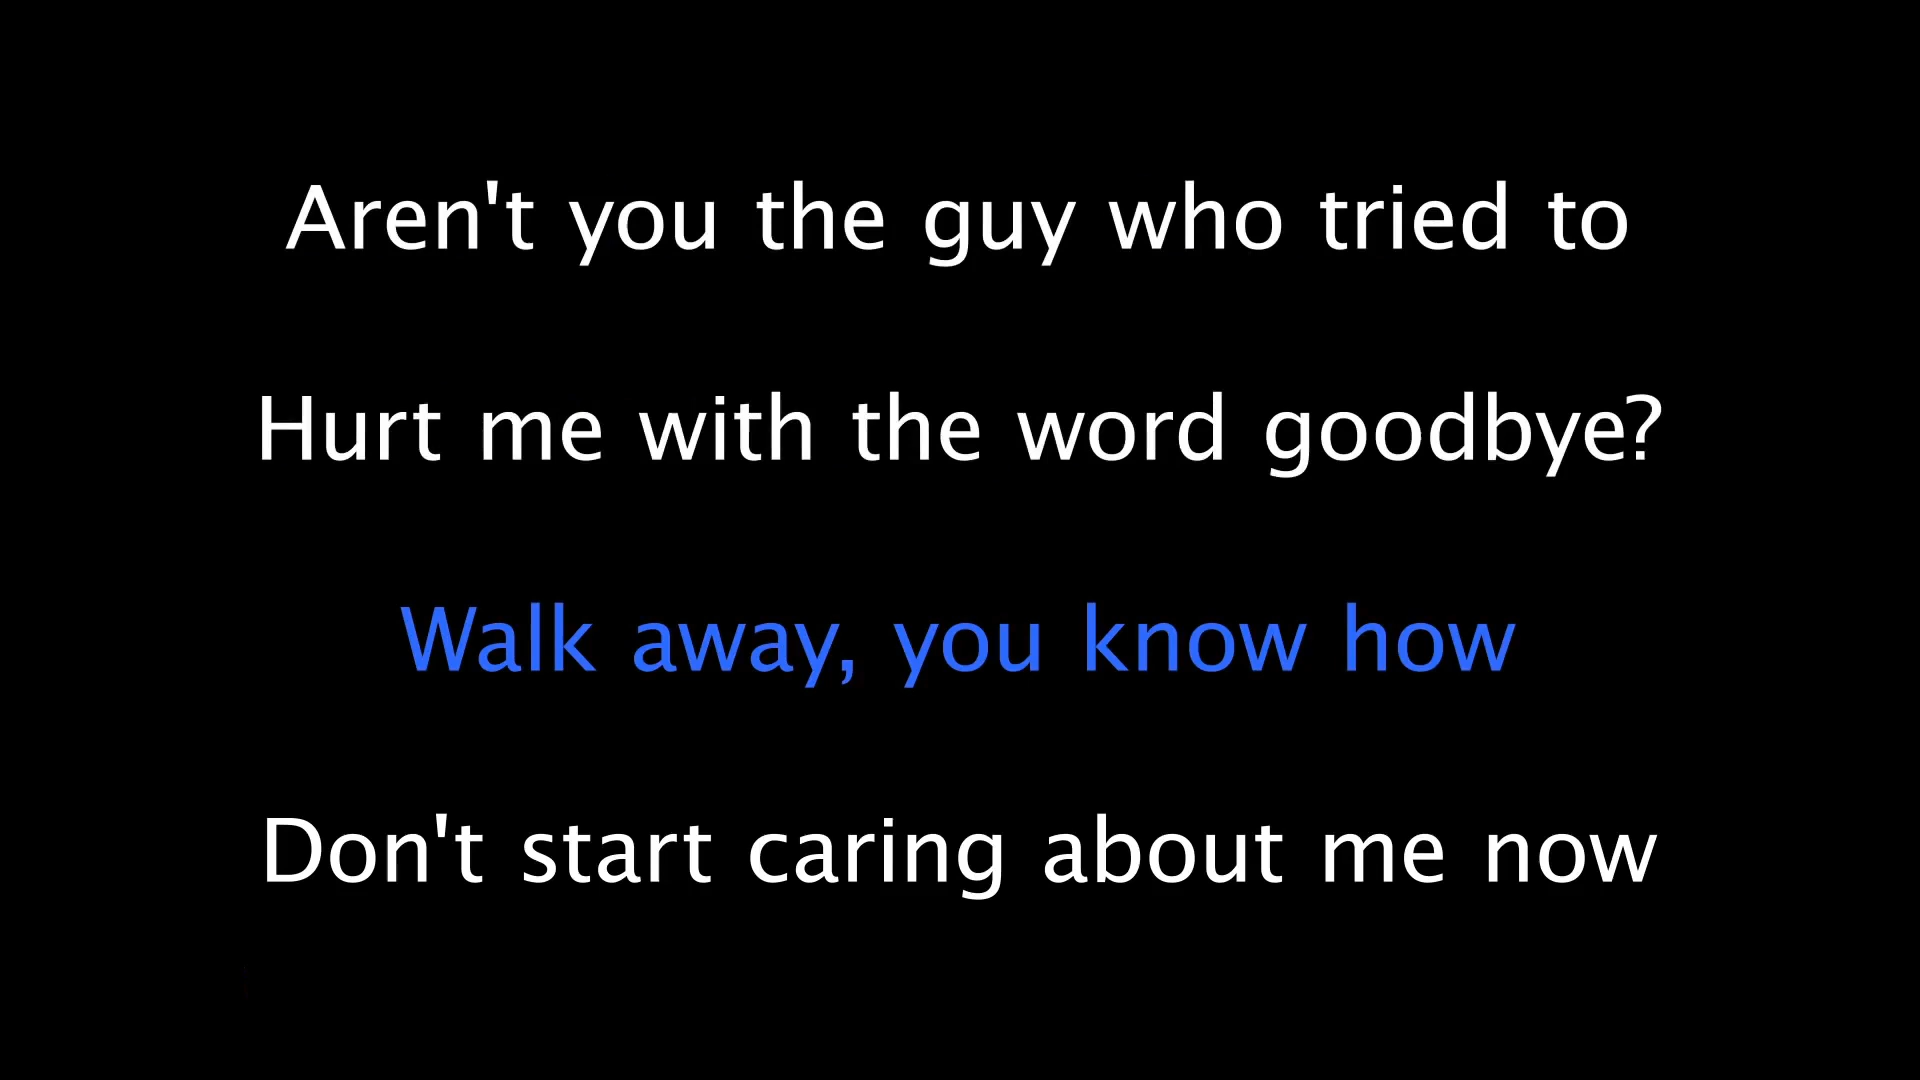 Aren't you the guy who tried to
Hurt me with the word goodbye?
Walk away, you know how
Don't start caring about me now